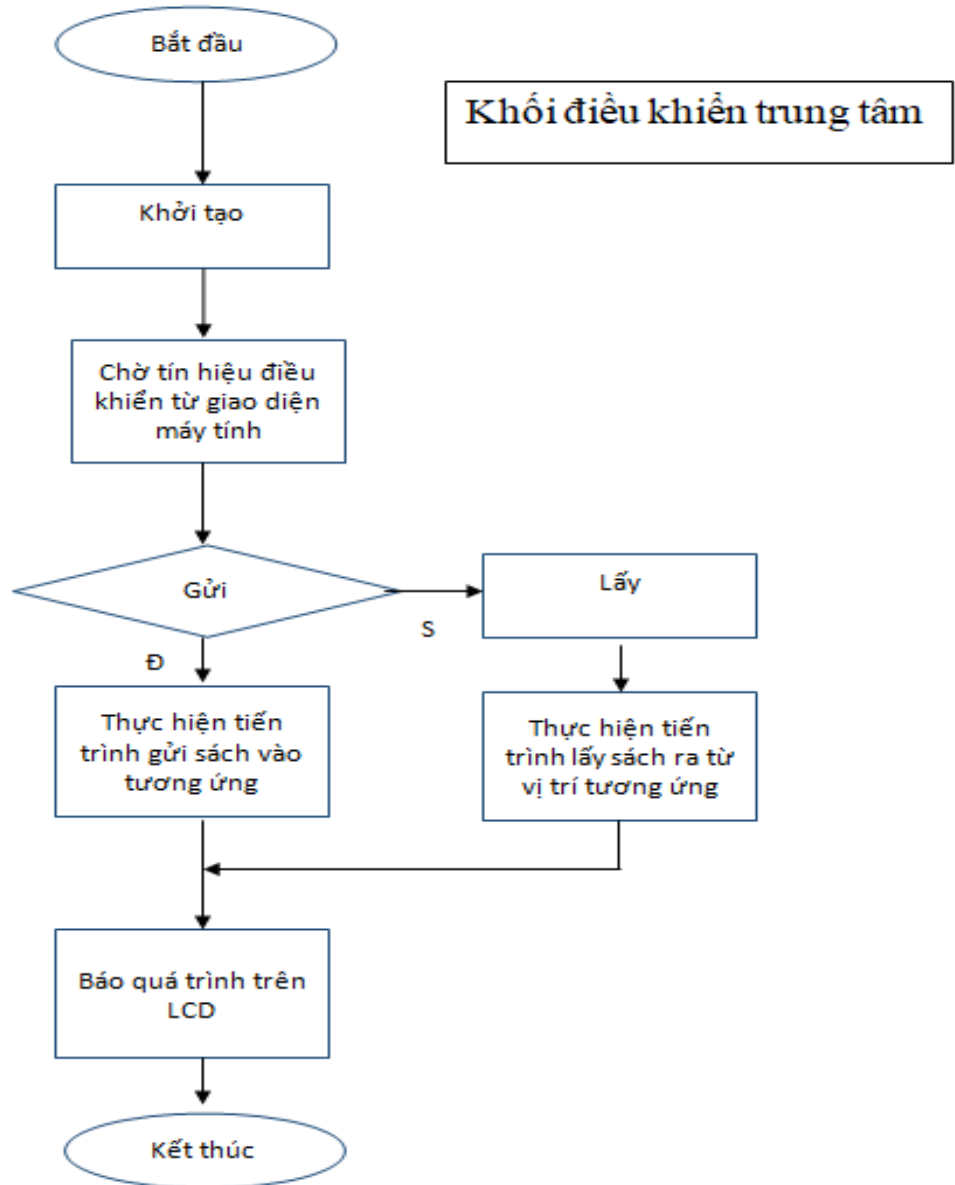 Bắt đầu
Khối điều khiển trung tâm
Khởi tạo
Chờ tín hiệu điều
khiển từ giao diện
máy tính
Gửi
Lấy
S
Đ
Thực hiện tiến
trình gửi sách vào
tương ứng
Thực hiện tiến
trình lấy sách ra từ
vị trí tương ứng
Báo quá trình trên
LCD
Kết thúc